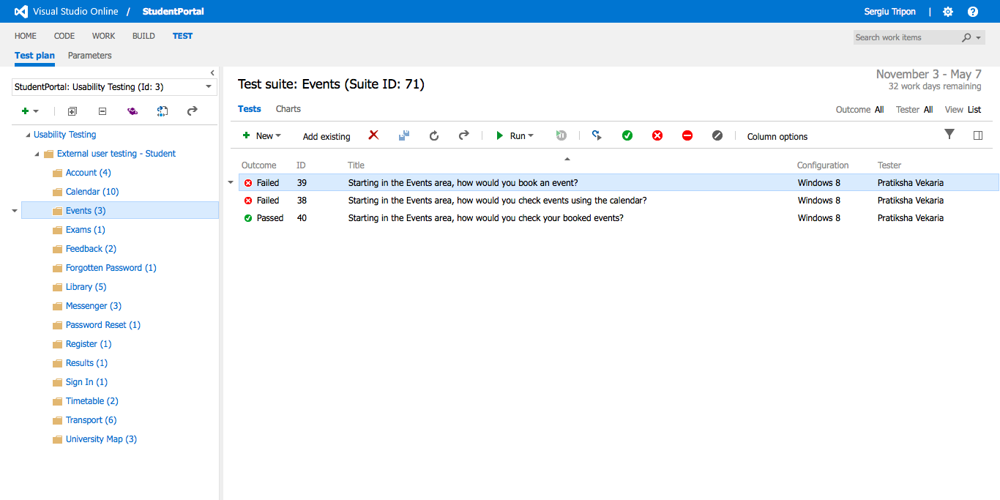 Visual Studio Online / StudentPortal
Sergiu Tripon |
HOME CODE WORK BUILD TEST
Search work items
Test plan Parameters
StudentPortal: Usability Testing (Id: 3)
Usability Testing
External user testing - Student
Account (4)
Calendar (10)
Events (3)
Exams (1)
Feedback (2)
Forgotten Password (1)
Library (5)
Messenger (3)
Password Reset (1)
Register (1)
Results (1)
Sign In (1)
Timetable (2)
Transport (6)
University Map (3)
Test suite: Events (Suite ID: 71)
November 3 - May 7
32 work days remaining
Tests Charts
Outcome All Tester All View List
New Add existing Run Column options
Outcome ID Title Configuration Tester
Failed 39 Starting in the Events area, how would you book an event? Windows 8 Pratiksha Vekaria
Failed 38 Starting in the Events area, how would you check events using the calendar? Windows 8 Pratiksha Vekaria
Passed 40 Starting in the Events area, how would you check your booked events? Windows 8 Pratiksha Vekaria